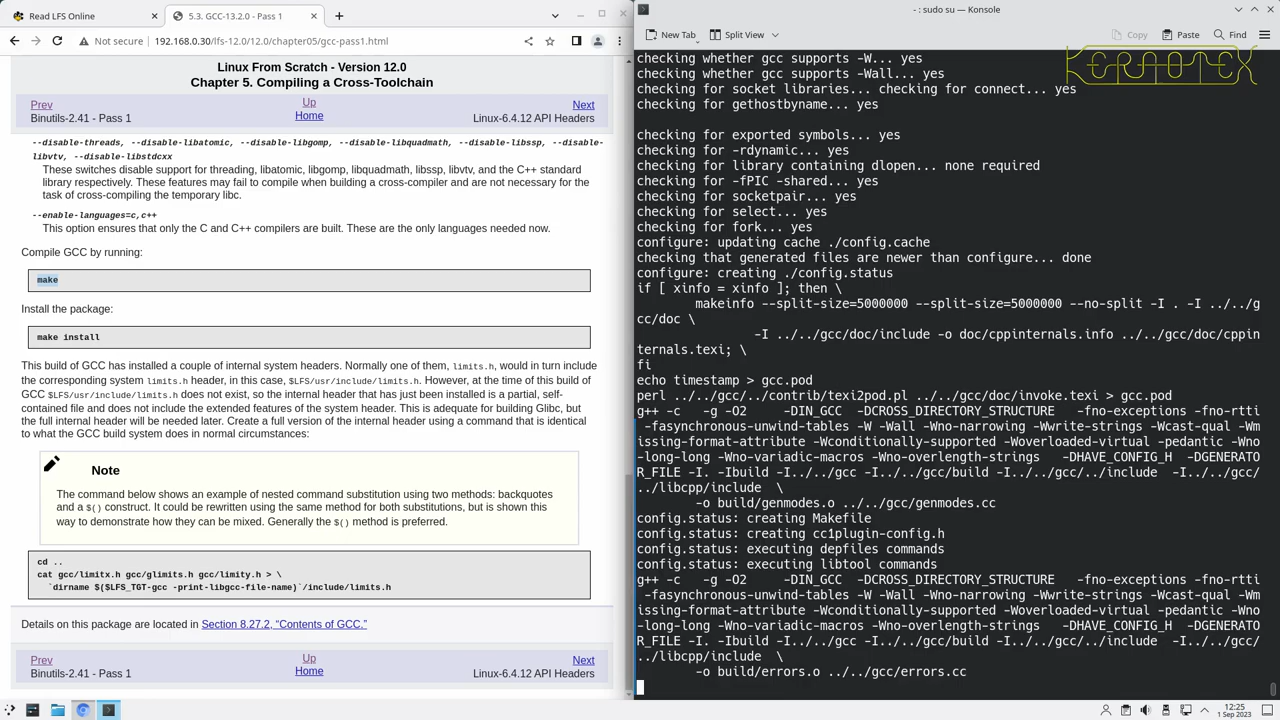 Read LFS Online
5.3. GCC-13.2.0 - Pass 1
Not secure
192.168.0.30/lfs-12.0/12.0/chapter05/gcc-pass1.html
Linux From Scratch - Version 12.0
Chapter 5. Compiling a Cross-Toolchain
Prev
Up
Next
Binutils-2.41 - Pass 1
Home
Linux-6.4.12 API Headers
--disable-threads, --disable-libatomic, --disable-libgomp, --disable-libquadmath, --disable-libssp, --disable-
libvtv, --disable-libstdcxx
These switches disable support for threading, libatomic, libgomp, libquadmath, libssp, libvtv, and the C++ standard
library respectively. These features may fail to compile when building a cross-compiler and are not necessary for the
task of cross-compiling the temporary libc.
--enable-languages=c,c++
This option ensures that only the C and C++ compilers are built. These are the only languages needed now.
Compile GCC by running:
make
Install the package:
make install
This build of GCC has installed a couple of internal system headers. Normally one of them, limits.h, would in turn include
the corresponding system limits.h header, in this case, $LFS/usr/include/limits.h. However, at the time of this build of
GCC $LFS/usr/include/limits.h does not exist, so the internal header that has just been installed is a partial, self-
contained file and does not include the extended features of the system header. This is adequate for building Glibc, but
the full internal header will be needed later. Create a full version of the internal header using a command that is identical
to what the GCC build system does in normal circumstances:
Note
The command below shows an example of nested command substitution using two methods: backquotes
and a $() construct. It could be rewritten using the same method for both substitutions, but is shown this
way to demonstrate how they can be mixed. Generally the $() method is preferred.
cd ..
cat gcc/limitx.h gcc/glimits.h gcc/limity.h > \
`dirname $($LFS_TGT-gcc -print-libgcc-file-name)`/include/limits.h
Details on this package are located in Section 8.27.2, “Contents of GCC.”
Prev
Up
Next
Binutils-2.41 - Pass 1
Home
Linux-6.4.12 API Headers
- : sudo su — Konsole
New Tab
Split View
Copy
Paste
Find
KERNOTEX
checking whether gcc supports -W... yes
checking whether gcc supports -Wall... yes
checking for socket libraries... checking for connect... yes
checking for gethostbyname... yes
checking for exported symbols... yes
checking for -rdynamic... yes
checking for library containing dlopen... none required
checking for -fPIC -shared... yes
checking for socketpair... yes
checking for select... yes
checking for fork... yes
configure: updating cache ./config.cache
checking that generated files are newer than configure... done
configure: creating ./config.status
if [ xinfo = xinfo ]; then \
makeinfo --split-size=5000000 --split-size=5000000 --no-split -I . -I ../../g
cc/doc \
-I ../../gcc/doc/include -o doc/cppinternals.info ../../gcc/doc/cppin
ternals.texi; \
fi
echo timestamp > gcc.pod
perl ../../gcc/../contrib/texi2pod.pl ../../gcc/doc/invoke.texi > gcc.pod
g++ -c -g -O2 -DIN_GCC -DCROSS_DIRECTORY_STRUCTURE -fno-exceptions -fno-rtti
-fasynchronous-unwind-tables -W -Wall -Wno-narrowing -Wwrite-strings -Wcast-qual -Wm
issing-format-attribute -Wconditionally-supported -Woverloaded-virtual -pedantic -Wno
-long-long -Wno-variadic-macros -Wno-overlength-strings -DHAVE_CONFIG_H -DGENERATO
R_FILE -I. -Ibuild -I../../gcc -I../../gcc/build -I../../gcc/../include -I../../gcc/
../libcpp/include \
-o build/genmodes.o ../../gcc/genmodes.cc
config.status: creating Makefile
config.status: creating cc1plugin-config.h
config.status: executing depfiles commands
config.status: executing libtool commands
g++ -c -g -O2 -DIN_GCC -DCROSS_DIRECTORY_STRUCTURE -fno-exceptions -fno-rtti
-fasynchronous-unwind-tables -W -Wall -Wno-narrowing -Wwrite-strings -Wcast-qual -Wm
issing-format-attribute -Wconditionally-supported -Woverloaded-virtual -pedantic -Wno
-long-long -Wno-variadic-macros -Wno-overlength-strings -DHAVE_CONFIG_H -DGENERATO
R_FILE -I. -Ibuild -I../../gcc -I../../gcc/build -I../../gcc/../include -I../../gcc/
../libcpp/include \
-o build/errors.o ../../gcc/errors.cc
12:25
1 Sep 2023